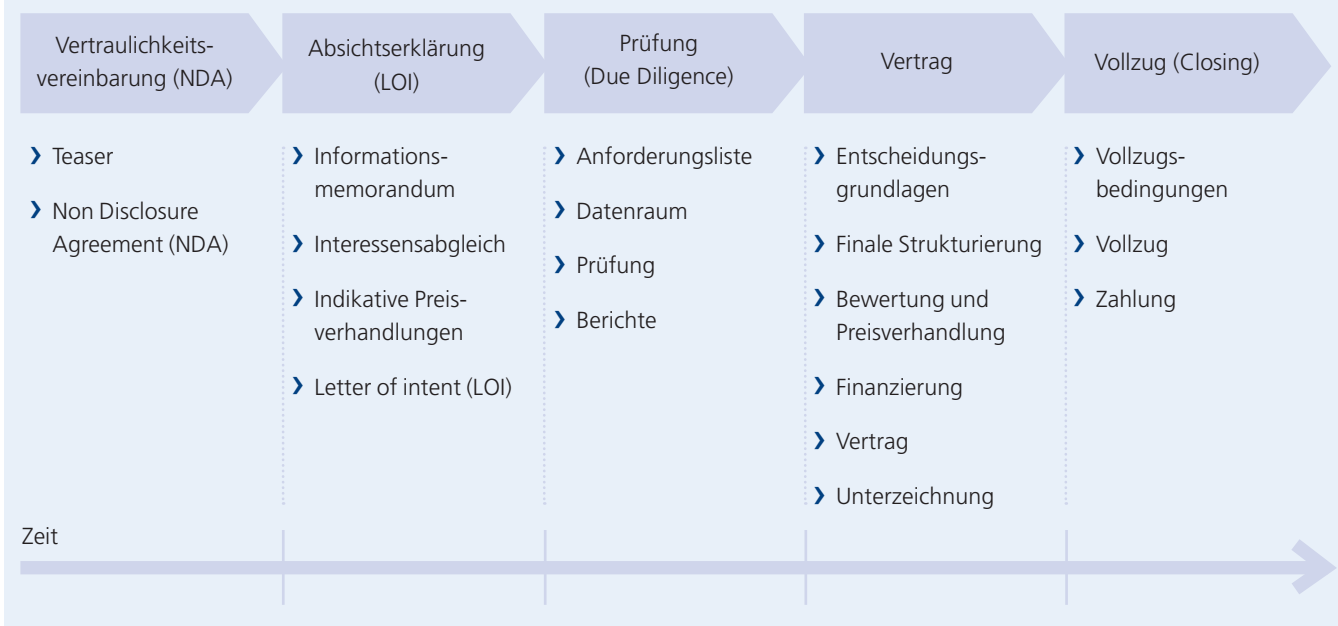 Vertraulichkeits-
vereinbarung (NDA)
Absichtserklärung
(LOI)
Prüfung
(Due Diligence)
Vertrag
Vollzug (Closing)
❯ Teaser
❯ Non Disclosure
Agreement (NDA)
❯ Informations-
memorandum
❯ Interessensabgleich
❯ Indikative Preis-
verhandlungen
❯ Letter of intent (LOI)
❯ Anforderungsliste
❯ Datenraum
❯ Prüfung
❯ Berichte
❯ Entscheidungs-
grundlagen
❯ Finale Strukturierung
❯ Bewertung und
Preisverhandlung
❯ Finanzierung
❯ Vertrag
❯ Unterzeichnung
❯ Vollzugs-
bedingungen
❯ Vollzug
❯ Zahlung
Zeit